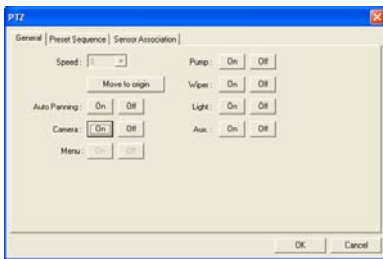 PTZ
General Preset Sequence Sensor Association
Speed: 8 Pump: On Off
Move to origin Wiper: On Off
Auto Panning: On Off Light: On Off
Camera: On Off Aux.: On Off
Menu: On Off
OK Cancel